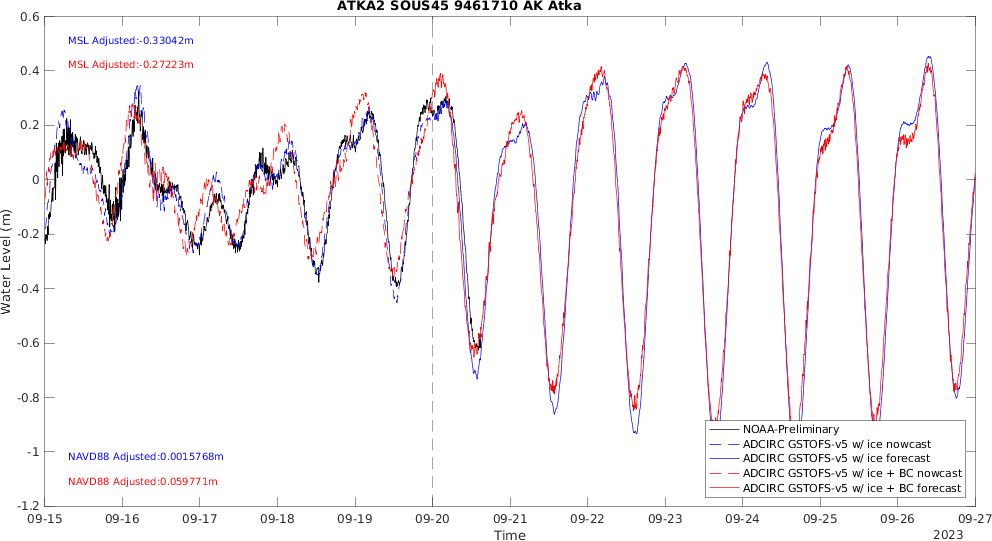 ATKA2 SOUS45 9461710 AK Atka
MSL Adjusted:-0.33042m
MSL Adjusted:-0.27223m
Water Level (m)
0.6
0.4
0.2
0
-0.2
-0.4
-0.6
-0.8
-1
-1.2
NAVD88 Adjusted:0.0015768m
NAVD88 Adjusted:0.059771m
NOAA-Preliminary
ADCIRC GSTOFS-v5 w/ ice nowcast
ADCIRC GSTOFS-v5 w/ ice forecast
ADCIRC GSTOFS-v5 w/ ice + BC nowcast
ADCIRC GSTOFS-v5 w/ ice + BC forecast
09-15 09-16 09-17 09-18 09-19 09-20 09-21 09-22 09-23 09-24 09-25 09-26 09-27
Time
2023